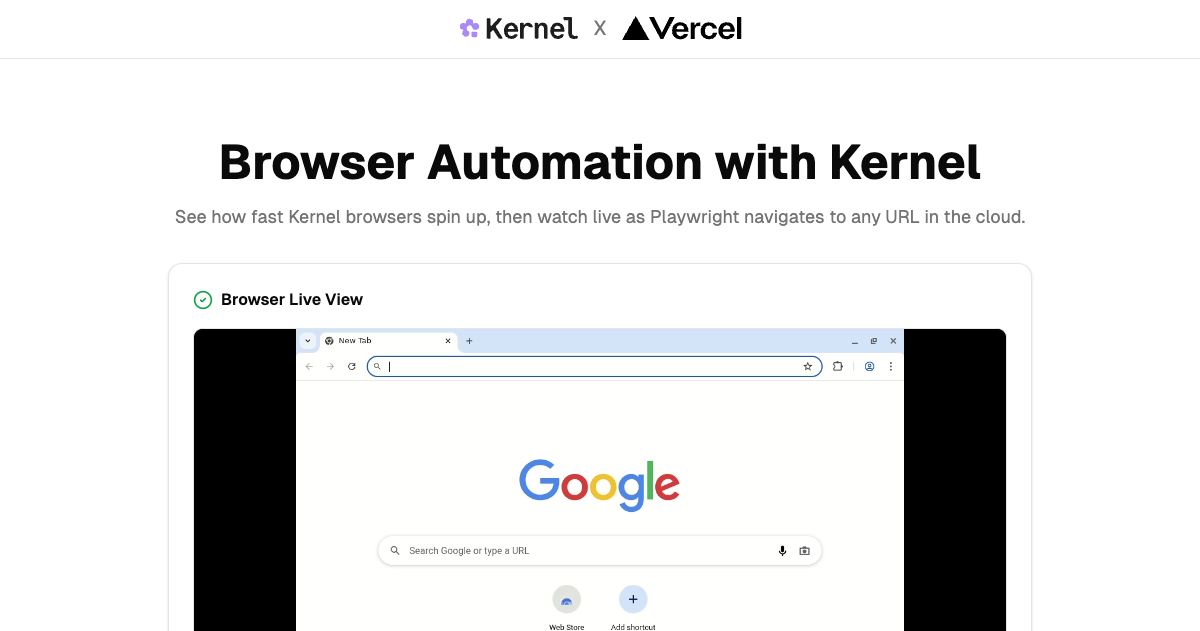 Kernel X Vercel
Browser Automation with Kernel
See how fast Kernel browsers spin up, then watch live as Playwright navigates to any URL in the cloud.
Browser Live View
New Tab
Google
Search Google or type a URL
Web Store Add shortcut